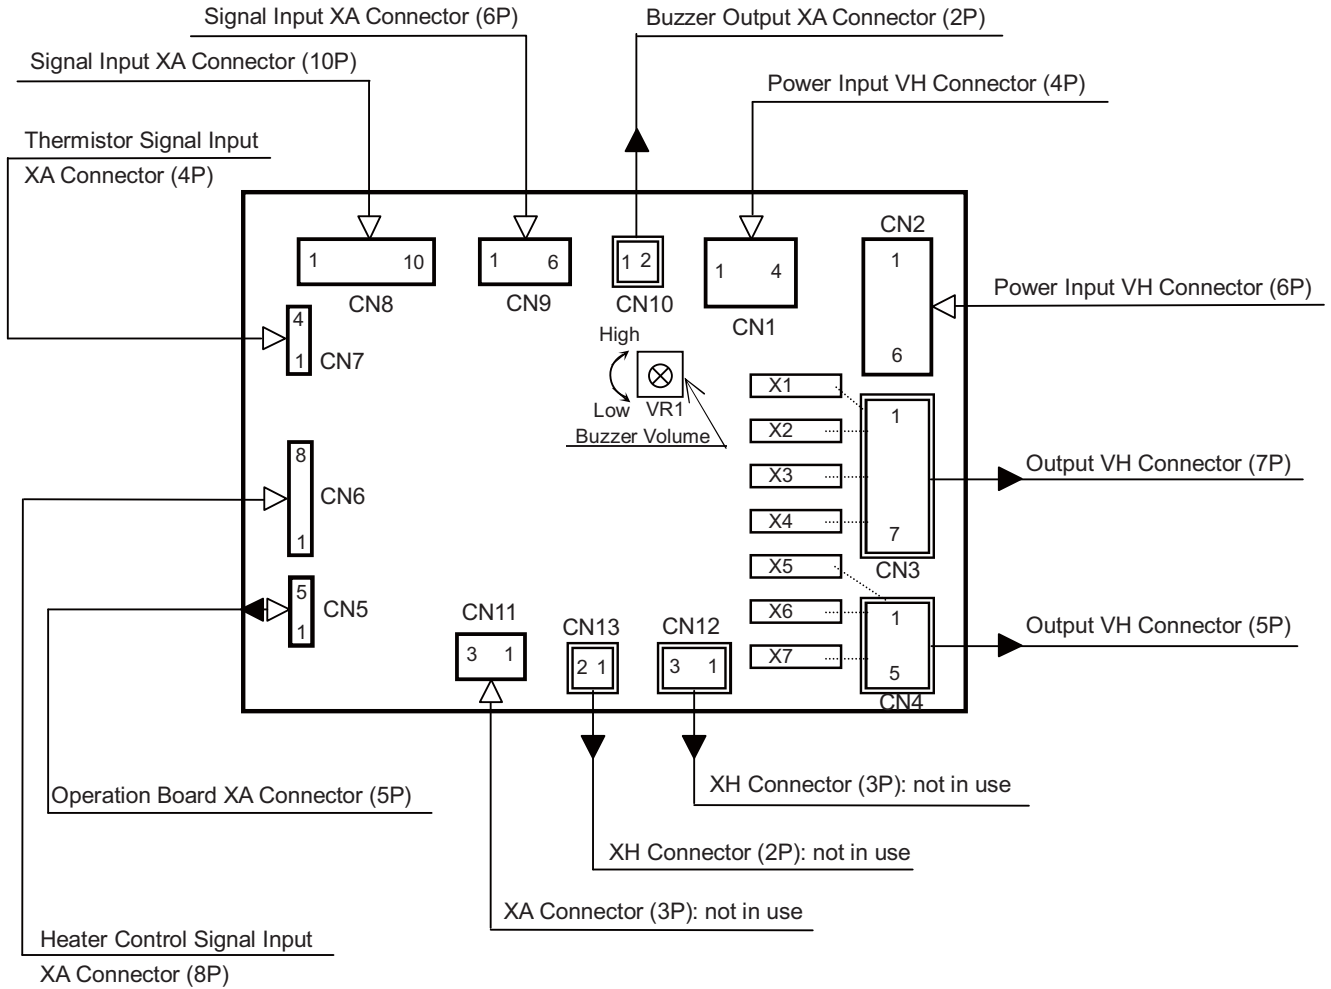 Signal Input XA Connector (6P)
Buzzer Output XA Connector (2P)
Signal Input XA Connector (10P)
Power Input VH Connector (4P)
Thermistor Signal Input
XA Connector (4P)
CN2
1 10
1 6
1 2
1 4
1
6
CN8
CN9
CN10
CN1
Power Input VH Connector (6P)
4
1
CN7
High
Low
VR1
Buzzer Volume
X1
X2
X3
X4
X5
X6
X7
1
7
CN3
Output VH Connector (7P)
8
1
CN6
5
1
CN5
CN11
3 1
CN13
2 1
CN12
3 1
1
5
CN4
Output VH Connector (5P)
Operation Board XA Connector (5P)
XH Connector (3P): not in use
XH Connector (2P): not in use
XA Connector (3P): not in use
Heater Control Signal Input
XA Connector (8P)